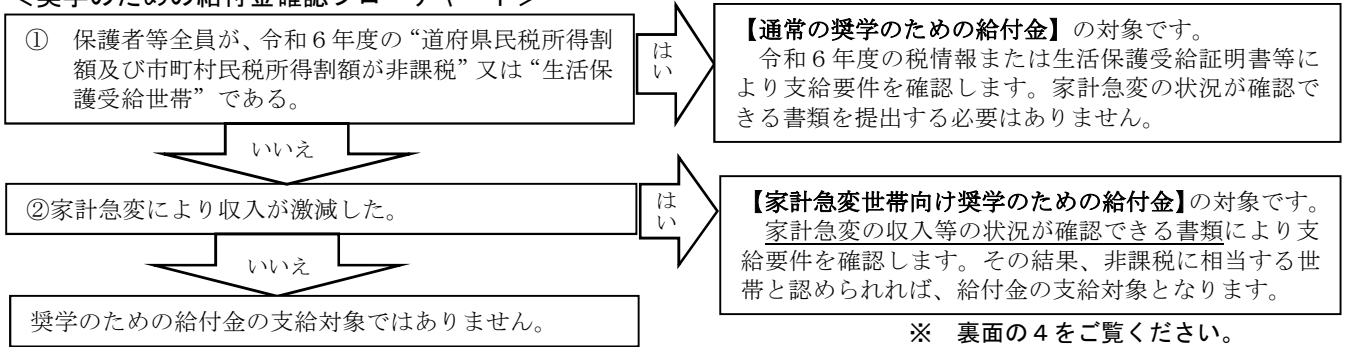 ＜奨学のための給付金確認フローチャート＞
①　保護者等全員が、令和６年度の“道府県民税所得割
額及び市町村民税所得割額が非課税”又は“生活保
護受給世帯”である。
はい
【通常の奨学のための給付金】の対象です。
令和６年度の税情報または生活保護受給証明書等に
より支給要件を確認します。家計急変の状況が確認で
きる書類を提出する必要はありません。
いいえ
②家計急変により収入が激減した。
はい
【家計急変世帯向け奨学のための給付金】の対象です。
家計急変の収入等の状況が確認できる書類により支
給要件を確認します。その結果、非課税に相当する世
帯と認められれば、給付金の支給対象となります。
いいえ
奨学のための給付金の支給対象ではありません。
※　裏面の４をご覧ください。